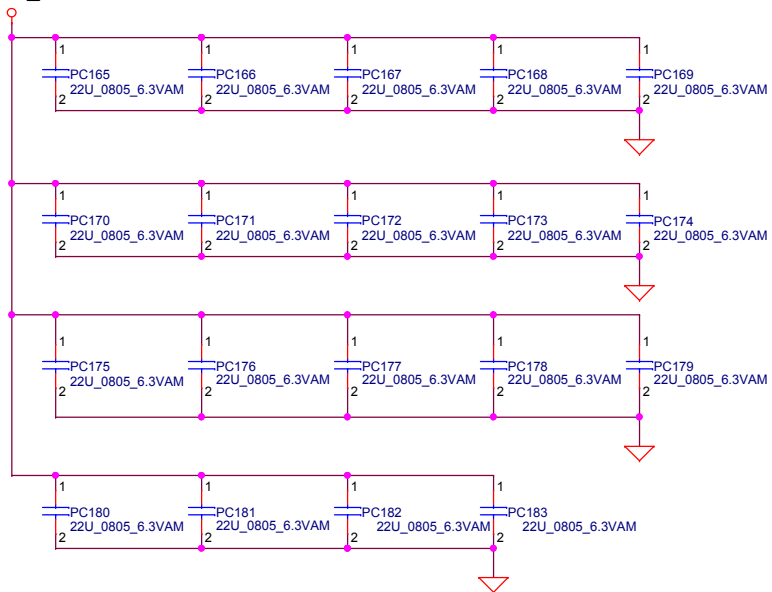 1 1 1 1 1
PC165 PC166 PC167 PC168 PC169
22U_0805_6.3VAM 22U_0805_6.3VAM 22U_0805_6.3VAM 22U_0805_6.3VAM 22U_0805_6.3VAM
2 2 2 2 2
1 1 1 1 1
PC170 PC171 PC172 PC173 PC174
22U_0805_6.3VAM 22U_0805_6.3VAM 22U_0805_6.3VAM 22U_0805_6.3VAM 22U_0805_6.3VAM
2 2 2 2 2
1 1 1 1 1
PC175 PC176 PC177 PC178 PC179
22U_0805_6.3VAM 22U_0805_6.3VAM 22U_0805_6.3VAM 22U_0805_6.3VAM 22U_0805_6.3VAM
2 2 2 2 2
1 1 1 1
PC180 PC181 PC182 PC183
22U_0805_6.3VAM 22U_0805_6.3VAM 22U_0805_6.3VAM 22U_0805_6.3VAM
2 2 2 2